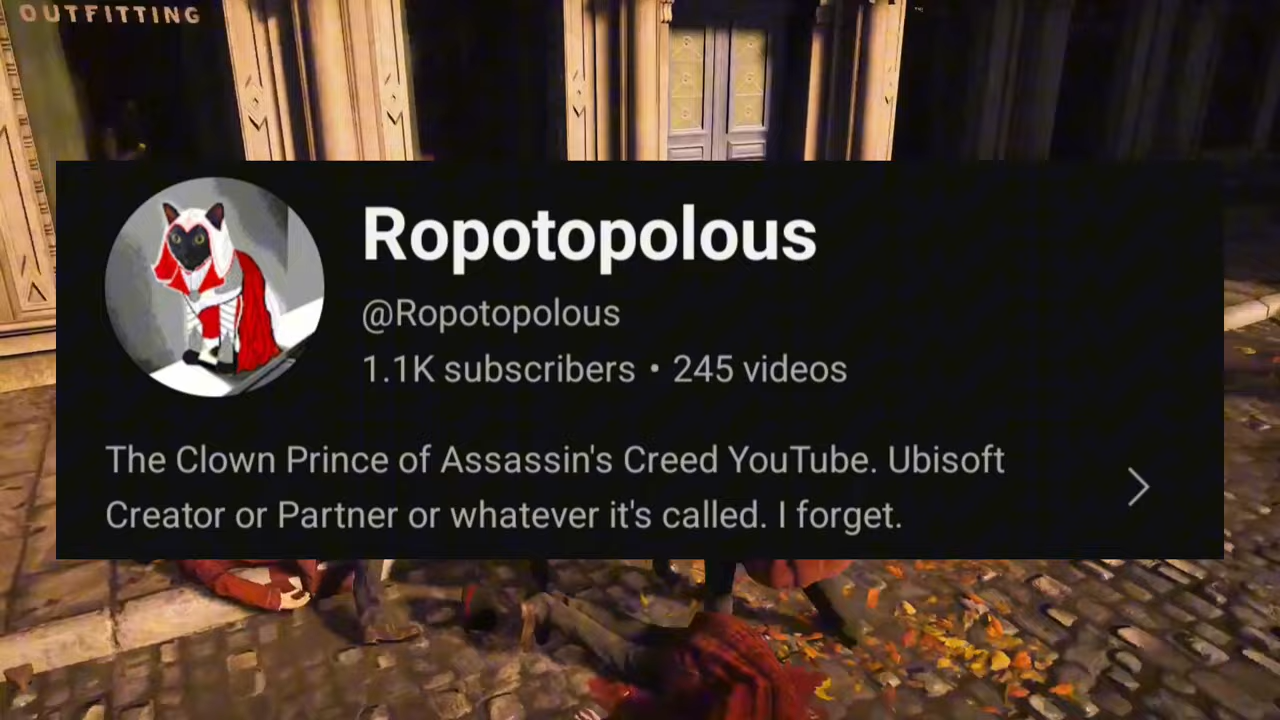 OUTFITTING
Ropotopolous
@Ropotopolous
1.1K subscribers • 245 videos
The Clown Prince of Assassin's Creed YouTube. Ubisoft
Creator or Partner or whatever it's called. I forget.